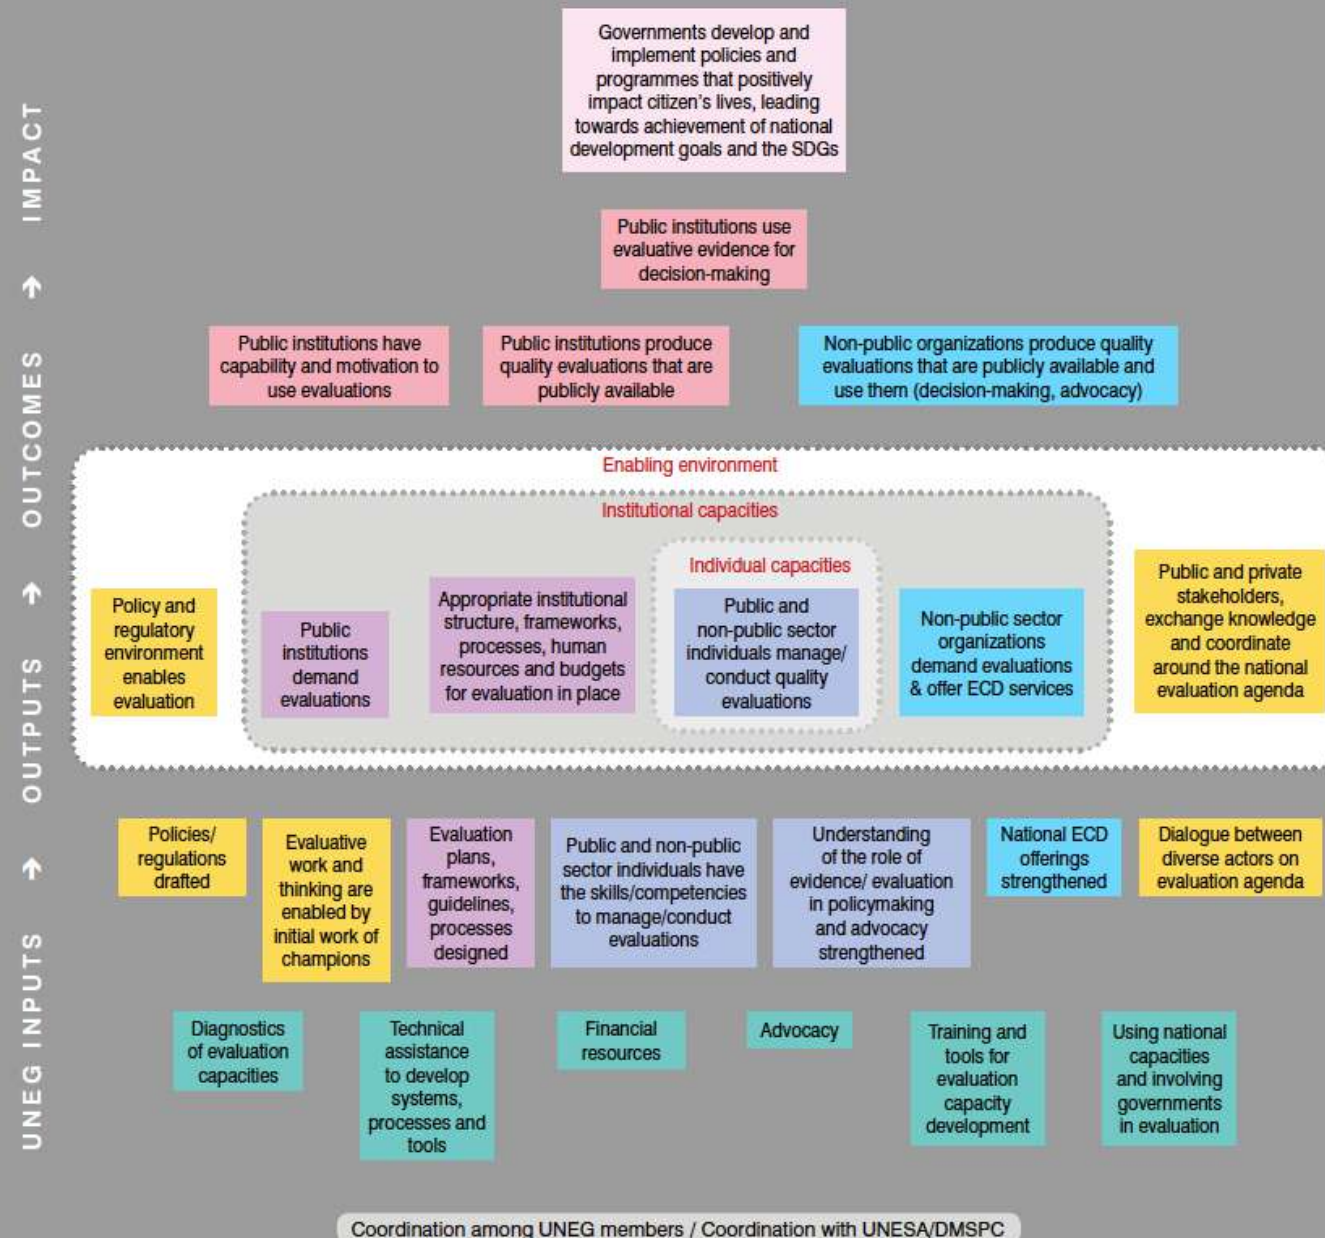 Governments develop and
implement policies and
programmes that positively
impact citizen's lives, leading
towards achievement of national
development goals and the SDGs
Public institutions use
evaluative evidence for
decision-making
Public institutions have
capability and motivation to
use evaluations
Public institutions produce
quality evaluations that are
publicly available
Non-public organizations produce quality
evaluations that are publicly available and
use them (decision-making, advocacy)
Enabling environment
Institutional capacities
Individual capacities
Policy and
regulatory
environment
enables
evaluation
Public
institutions
demand
evaluations
Appropriate institutional
structure, frameworks,
processes, human
resources and budgets
for evaluation in place
Public and
non-public sector
individuals manage/
conduct quality
evaluations
Non-public sector
organizations
demand evaluations
& offer ECD services
Public and private
stakeholders,
exchange knowledge
and coordinate
around the national
evaluation agenda
Policies/
regulations
drafted
Evaluative
work and
thinking are
enabled by
initial work of
champions
Evaluation
plans,
frameworks,
guidelines,
processes
designed
Public and non-public
sector individuals have
the skills/competencies
to manage/conduct
evaluations
Understanding
of the role of
evidence/ evaluation
in policymaking
and advocacy
strengthened
National ECD
offerings
strengthened
Dialogue between
diverse actors on
evaluation agenda
Diagnostics
of evaluation
capacities
Technical
assistance
to develop
systems,
processes and
tools
Financial
resources
Advocacy
Training and
tools for
evaluation
capacity
development
Using national
capacities
and involving
governments
in evaluation
Coordination among UNEG members / Coordination with UNESA/DMSPC
UNEG INPUTS → OUTPUTS → OUTCOMES → IMPACT